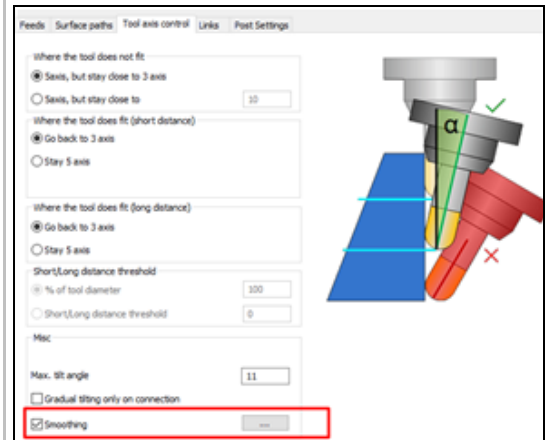 Feeds Surface paths Tool axis control Links Post Settings
Where the tool does not fit
5axis, but stay close to 3 axis
5axis, but stay close to 10
Where the tool does fit (short distance)
Go back to 3 axis
Stay 5 axis
Where the tool does fit (long distance)
Go back to 3 axis
Stay 5 axis
Short/Long distance threshold
% of tool diameter 100
Short/Long distance threshold 0
Misc
Max. tilt angle 11
Gradual tilting only on connection
Smoothing ...
α